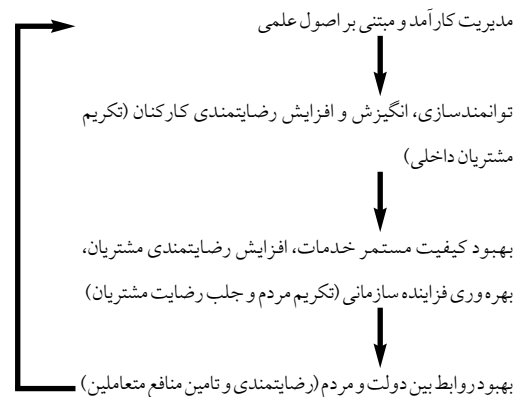 مدیریت کارآمد و مبتنی بر اصول علمی
توانمندسازی، انگیزش و افزایش رضایتمندی کارکنان (تکریم
مشتریان داخلی)
بهبود کیفیت مستمر خدمات، افزایش رضایتمندی مشتریان،
بهره‌وری فزاینده سازمانی (تکریم مردم و جلب رضایت مشتریان)
بهبود روابط بین دولت و مردم (رضایتمندی و تامین منافع متعاملین)